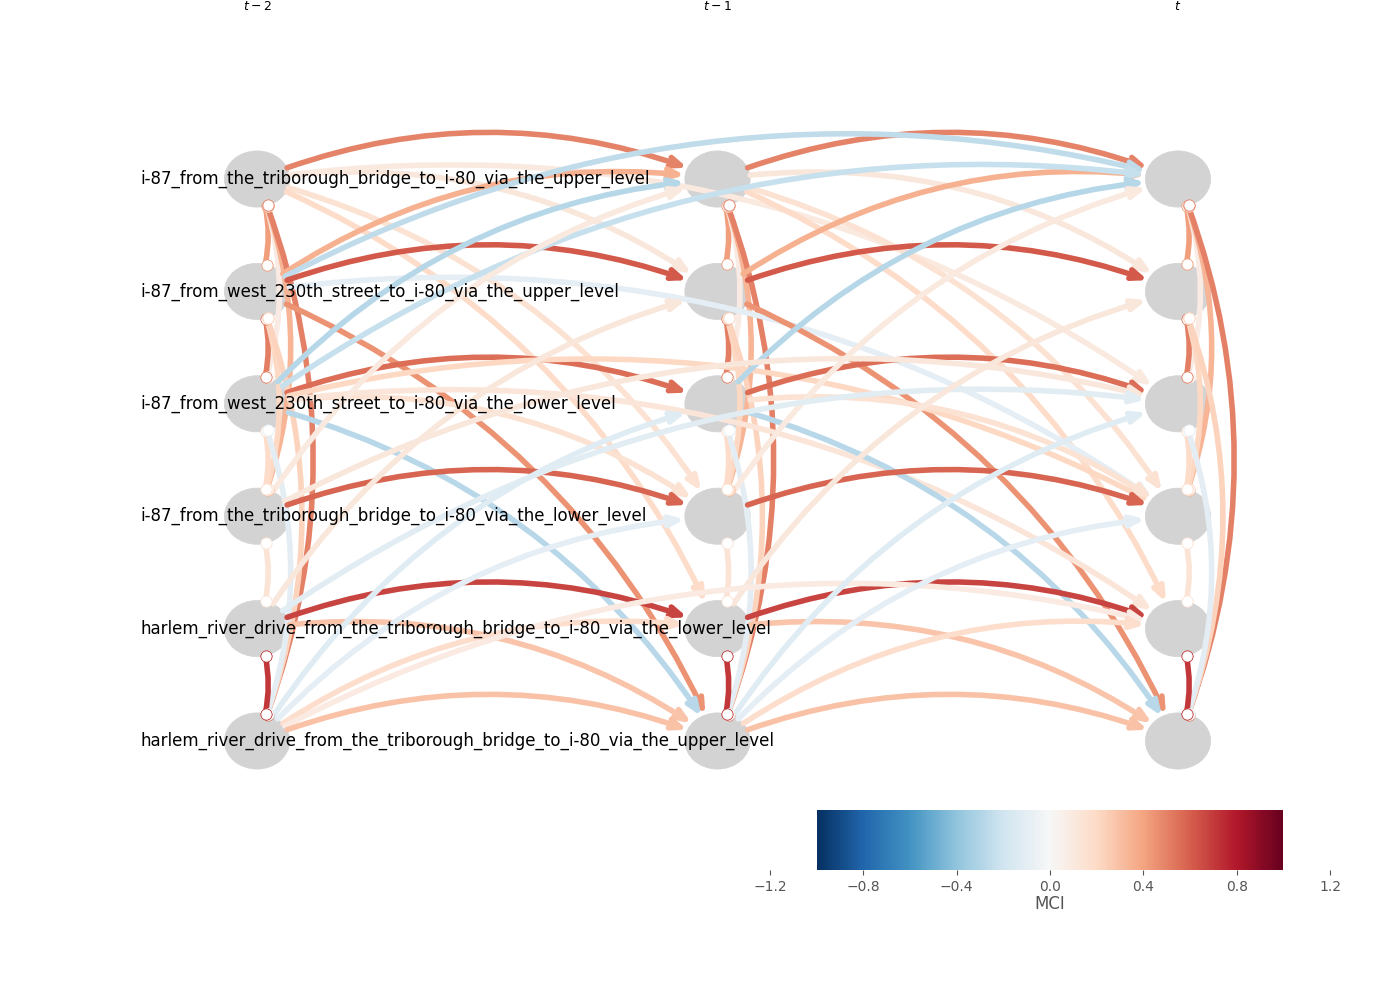 t − 2 t − 1 t
i-87_from_the_triborough_bridge_to_i-80_via_the_upper_level
i-87_from_west_230th_street_to_i-80_via_the_upper_level
i-87_from_west_230th_street_to_i-80_via_the_lower_level
i-87_from_the_triborough_bridge_to_i-80_via_the_lower_level
harlem_river_drive_from_the_triborough_bridge_to_i-80_via_the_lower_level
harlem_river_drive_from_the_triborough_bridge_to_i-80_via_the_upper_level
−1.2 −0.8 −0.4 0.0 0.4 0.8 1.2
MCI